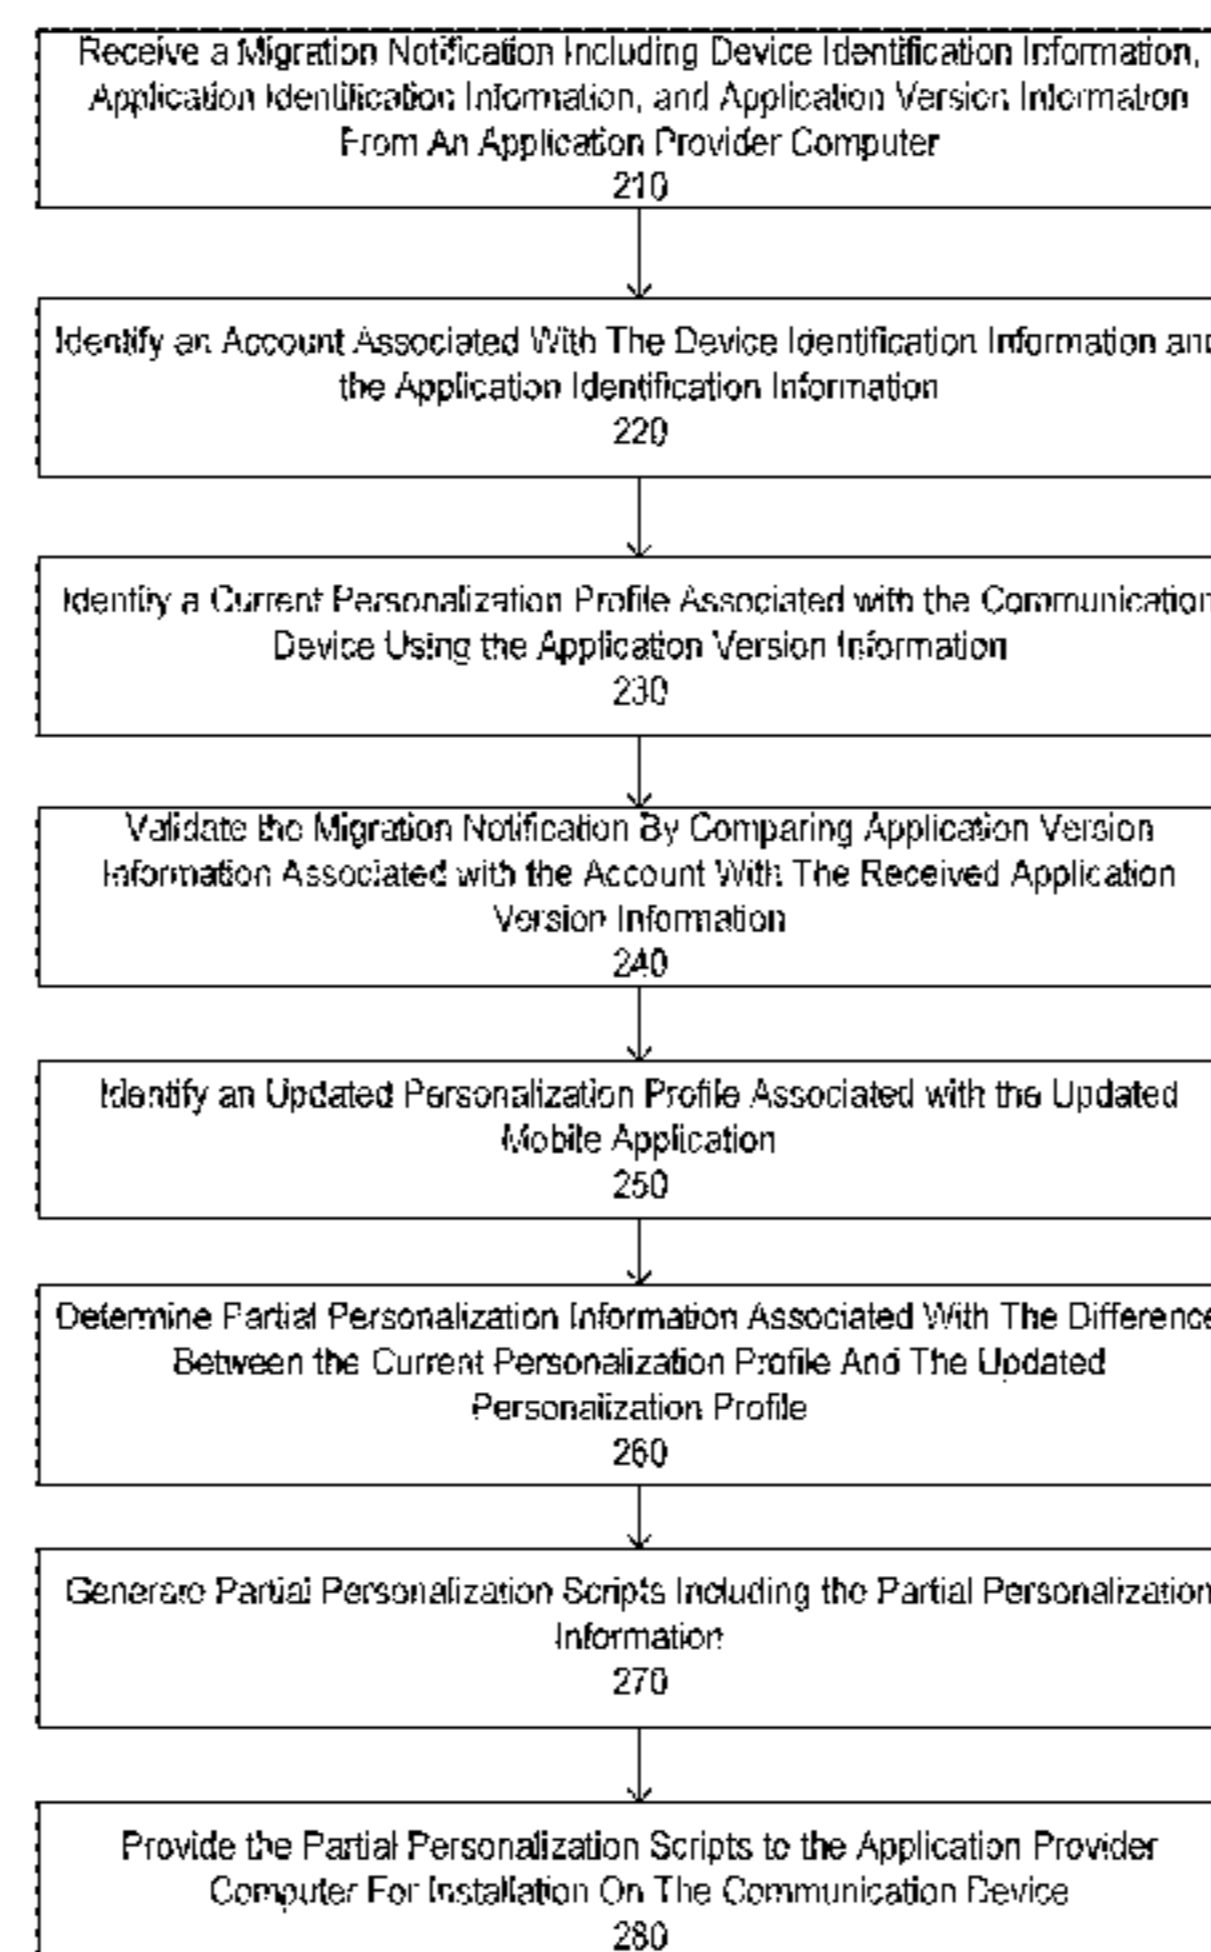 Receive a Migration Notification Including Device Identification Information,
Application Identification Information, and Application Version Information
From An Application Provider Computer
210
Identify an Account Associated With The Device Identification Information and
the Application Identification Information
220
Identify a Current Personalization Profile Associated with the Communication
Device Using the Application Version Information
230
Validate the Migration Notification By Comparing Application Version
Information Associated with the Account With The Received Application
Version Information
240
Identify an Updated Personalization Profile Associated with the Updated
Mobile Application
250
Determine Partial Personalization Information Associated With The Difference
Between the Current Personalization Profile And The Updated
Personalization Profile
260
Generate Partial Personalization Scripts Including the Partial Personalization
Information
270
Provide the Partial Personalization Scripts to the Application Provider
Computer For Installation On The Communication Device
280